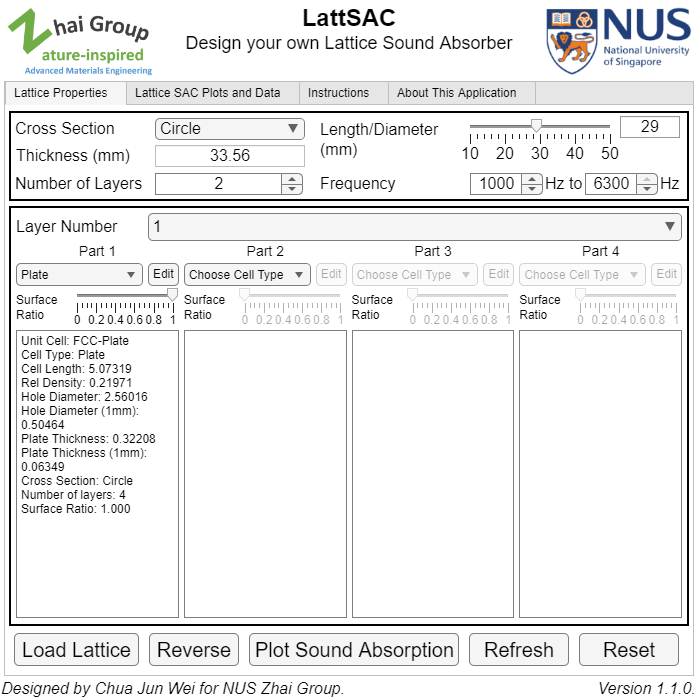 Zhai Group
ature-inspired
Advanced Materials Engineering
LattSAC
Design your own Lattice Sound Absorber
NUS
National University
of Singapore
Lattice Properties
Lattice SAC Plots and Data
Instructions
About This Application
Cross Section
Circle
Length/Diameter
(mm)
29
10 20 30 40 50
Thickness (mm)
33.56
Number of Layers
2
Frequency
1000 Hz to 6300 Hz
Layer Number
1
Part 1
Part 2
Part 3
Part 4
Plate
Edit
Choose Cell Type
Edit
Choose Cell Type
Edit
Choose Cell Type
Edit
Surface
Ratio
0 0.2 0.4 0.6 0.8 1
Surface
Ratio
0 0.2 0.4 0.6 0.8 1
Surface
Ratio
0 0.2 0.4 0.6 0.8 1
Surface
Ratio
0 0.2 0.4 0.6 0.8 1
Unit Cell: FCC-Plate
Cell Type: Plate
Cell Length: 5.07319
Rel Density: 0.21971
Hole Diameter: 2.56016
Hole Diameter (1mm):
0.50464
Plate Thickness: 0.32208
Plate Thickness (1mm):
0.06349
Cross Section: Circle
Number of layers: 4
Surface Ratio: 1.000
Load Lattice
Reverse
Plot Sound Absorption
Refresh
Reset
Designed by Chua Jun Wei for NUS Zhai Group.
Version 1.1.0